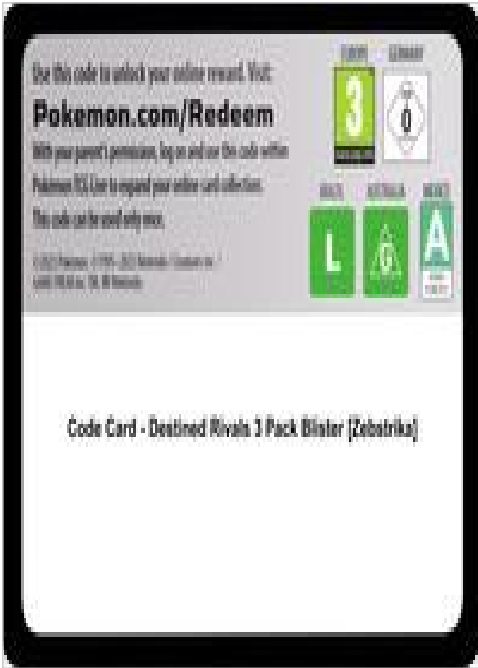 Use this code to unlock your online reward. Visit:
Pokemon.com/Redeem
With your parent's permission, log on and use this code within
Pokémon TCG Live to expand your online card collection.
This code can be used only once.
EUROPE GERMANY
3
0
BRAZIL AUSTRALIA MEXICO
L G A
Code Card - Destined Rivals 3 Pack Blister [Zebstrika]